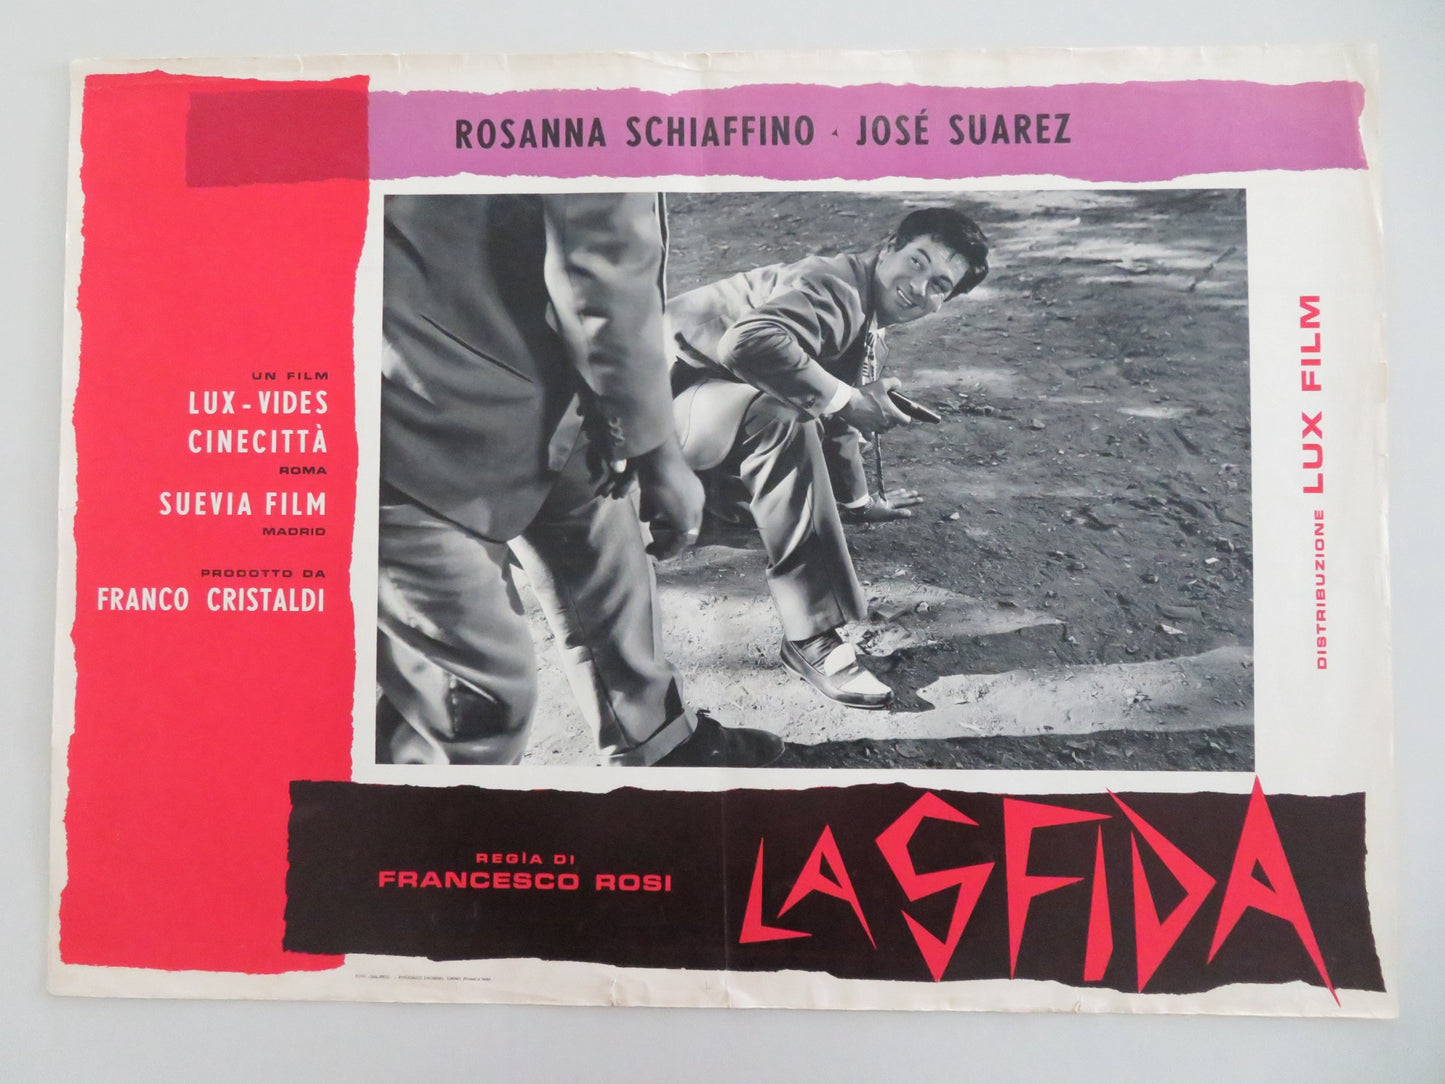 ROSANNA SCHIAFFINO · JOSÉ SUAREZ
UN FILM
LUX-VIDES
CINECITTÀ
ROMA
SUEVIA FILM
MADRID
PRODOTTO DA
FRANCO CRISTALDI
DISTRIBUZIONE LUX FILM
REGÌA DI
FRANCESCO ROSI
LA SFIDA